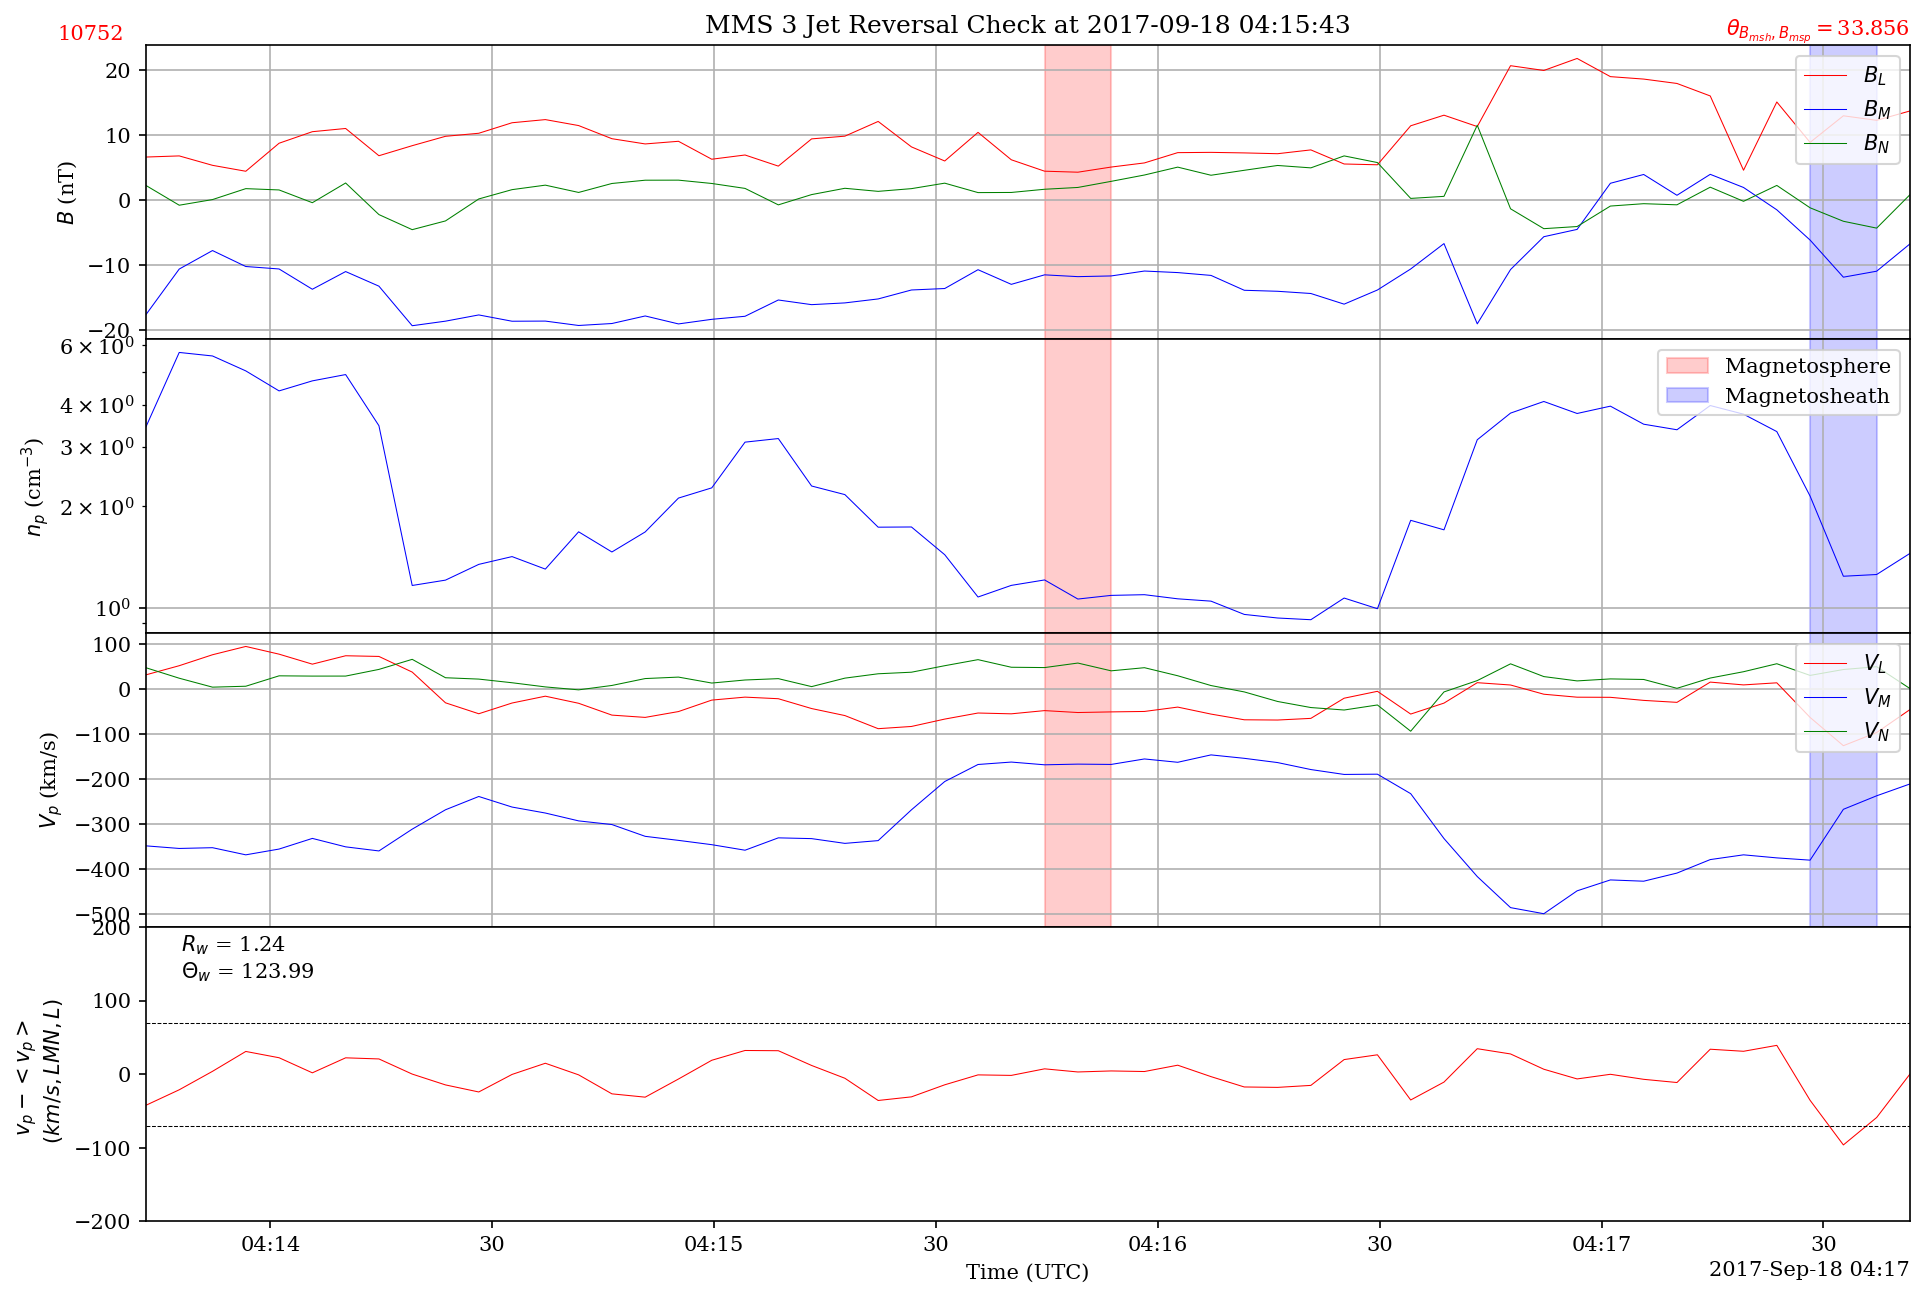 MMS 3 Jet Reversal Check at 2017-09-18 04:15:43
10752
θ_{B_{msh}, B_{msp}} = 33.856
20
10
0
−10
−20
B (nT)
B_L
B_M
B_N
6 × 10⁰
4 × 10⁰
3 × 10⁰
2 × 10⁰
10⁰
n_p (cm⁻³)
Magnetosphere
Magnetosheath
100
0
−100
−200
−300
−400
−500
V_p (km/s)
V_L
V_M
V_N
200
100
0
−100
−200
v_p − < v_p >
(km/s, LMN, L)
R_w = 1.24
Θ_w = 123.99
04:14 30 04:15 30 04:16 30 04:17 30
Time (UTC)
2017-Sep-18 04:17